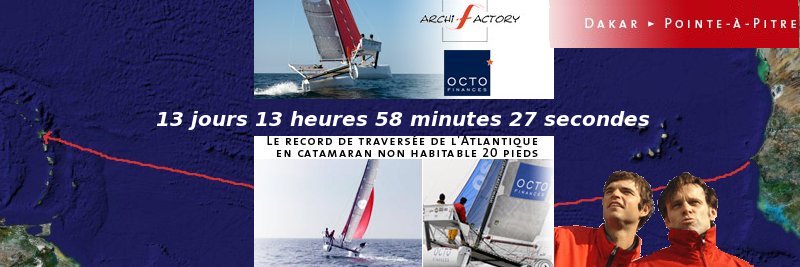 ARCHI FACTORY
DAKAR ▸ POINTE-À-PITRE
OCTO
FINANCES
13 jours 13 heures 58 minutes 27 secondes
LE RECORD DE TRAVERSÉE DE L'ATLANTIQUE
EN CATAMARAN NON HABITABLE 20 PIEDS
OCTO
FINANCES